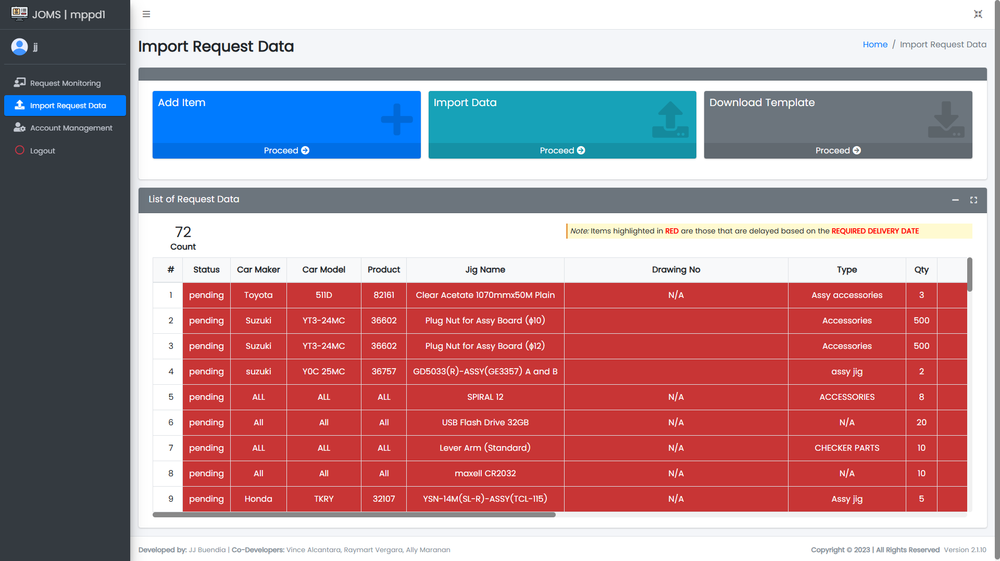 JOMS | mppd1
jj
Request Monitoring
Import Request Data
Account Management
Logout
Import Request Data
Home / Import Request Data
Add Item
Proceed
Import Data
Proceed
Download Template
Proceed
List of Request Data
72
Count
Note: Items highlighted in RED are those that are delayed based on the REQUIRED DELIVERY DATE
# Status Car Maker Car Model Product Jig Name Drawing No Type Qty
1 pending Toyota 511D 82161 Clear Acetate 1070mmx50M Plain N/A Assy accessories 3
2 pending Suzuki YT3-24MC 36602 Plug Nut for Assy Board (ϕ10) Accessories 500
3 pending Suzuki YT3-24MC 36602 Plug Nut for Assy Board (ϕ12) Accessories 500
4 pending suzuki Y0C 25MC 36757 GD5033(R)-ASSY(GE3357) A and B assy jig 2
5 pending ALL ALL ALL SPIRAL 12 N/A ACCESSORIES 8
6 pending All All All USB Flash Drive 32GB N/A N/A 20
7 pending ALL ALL ALL Lever Arm (Standard) N/A CHECKER PARTS 10
8 pending All All All maxell CR2032 N/A N/A 10
9 pending Honda TKRY 32107 YSN-14M(SL-R)-ASSY(TCL-115) N/A Assy jig 5
Developed by: JJ Buendia | Co-Developers: Vince Alcantara, Raymart Vergara, Ally Maranan
Copyright © 2023 | All Rights Reserved Version 2.1.10